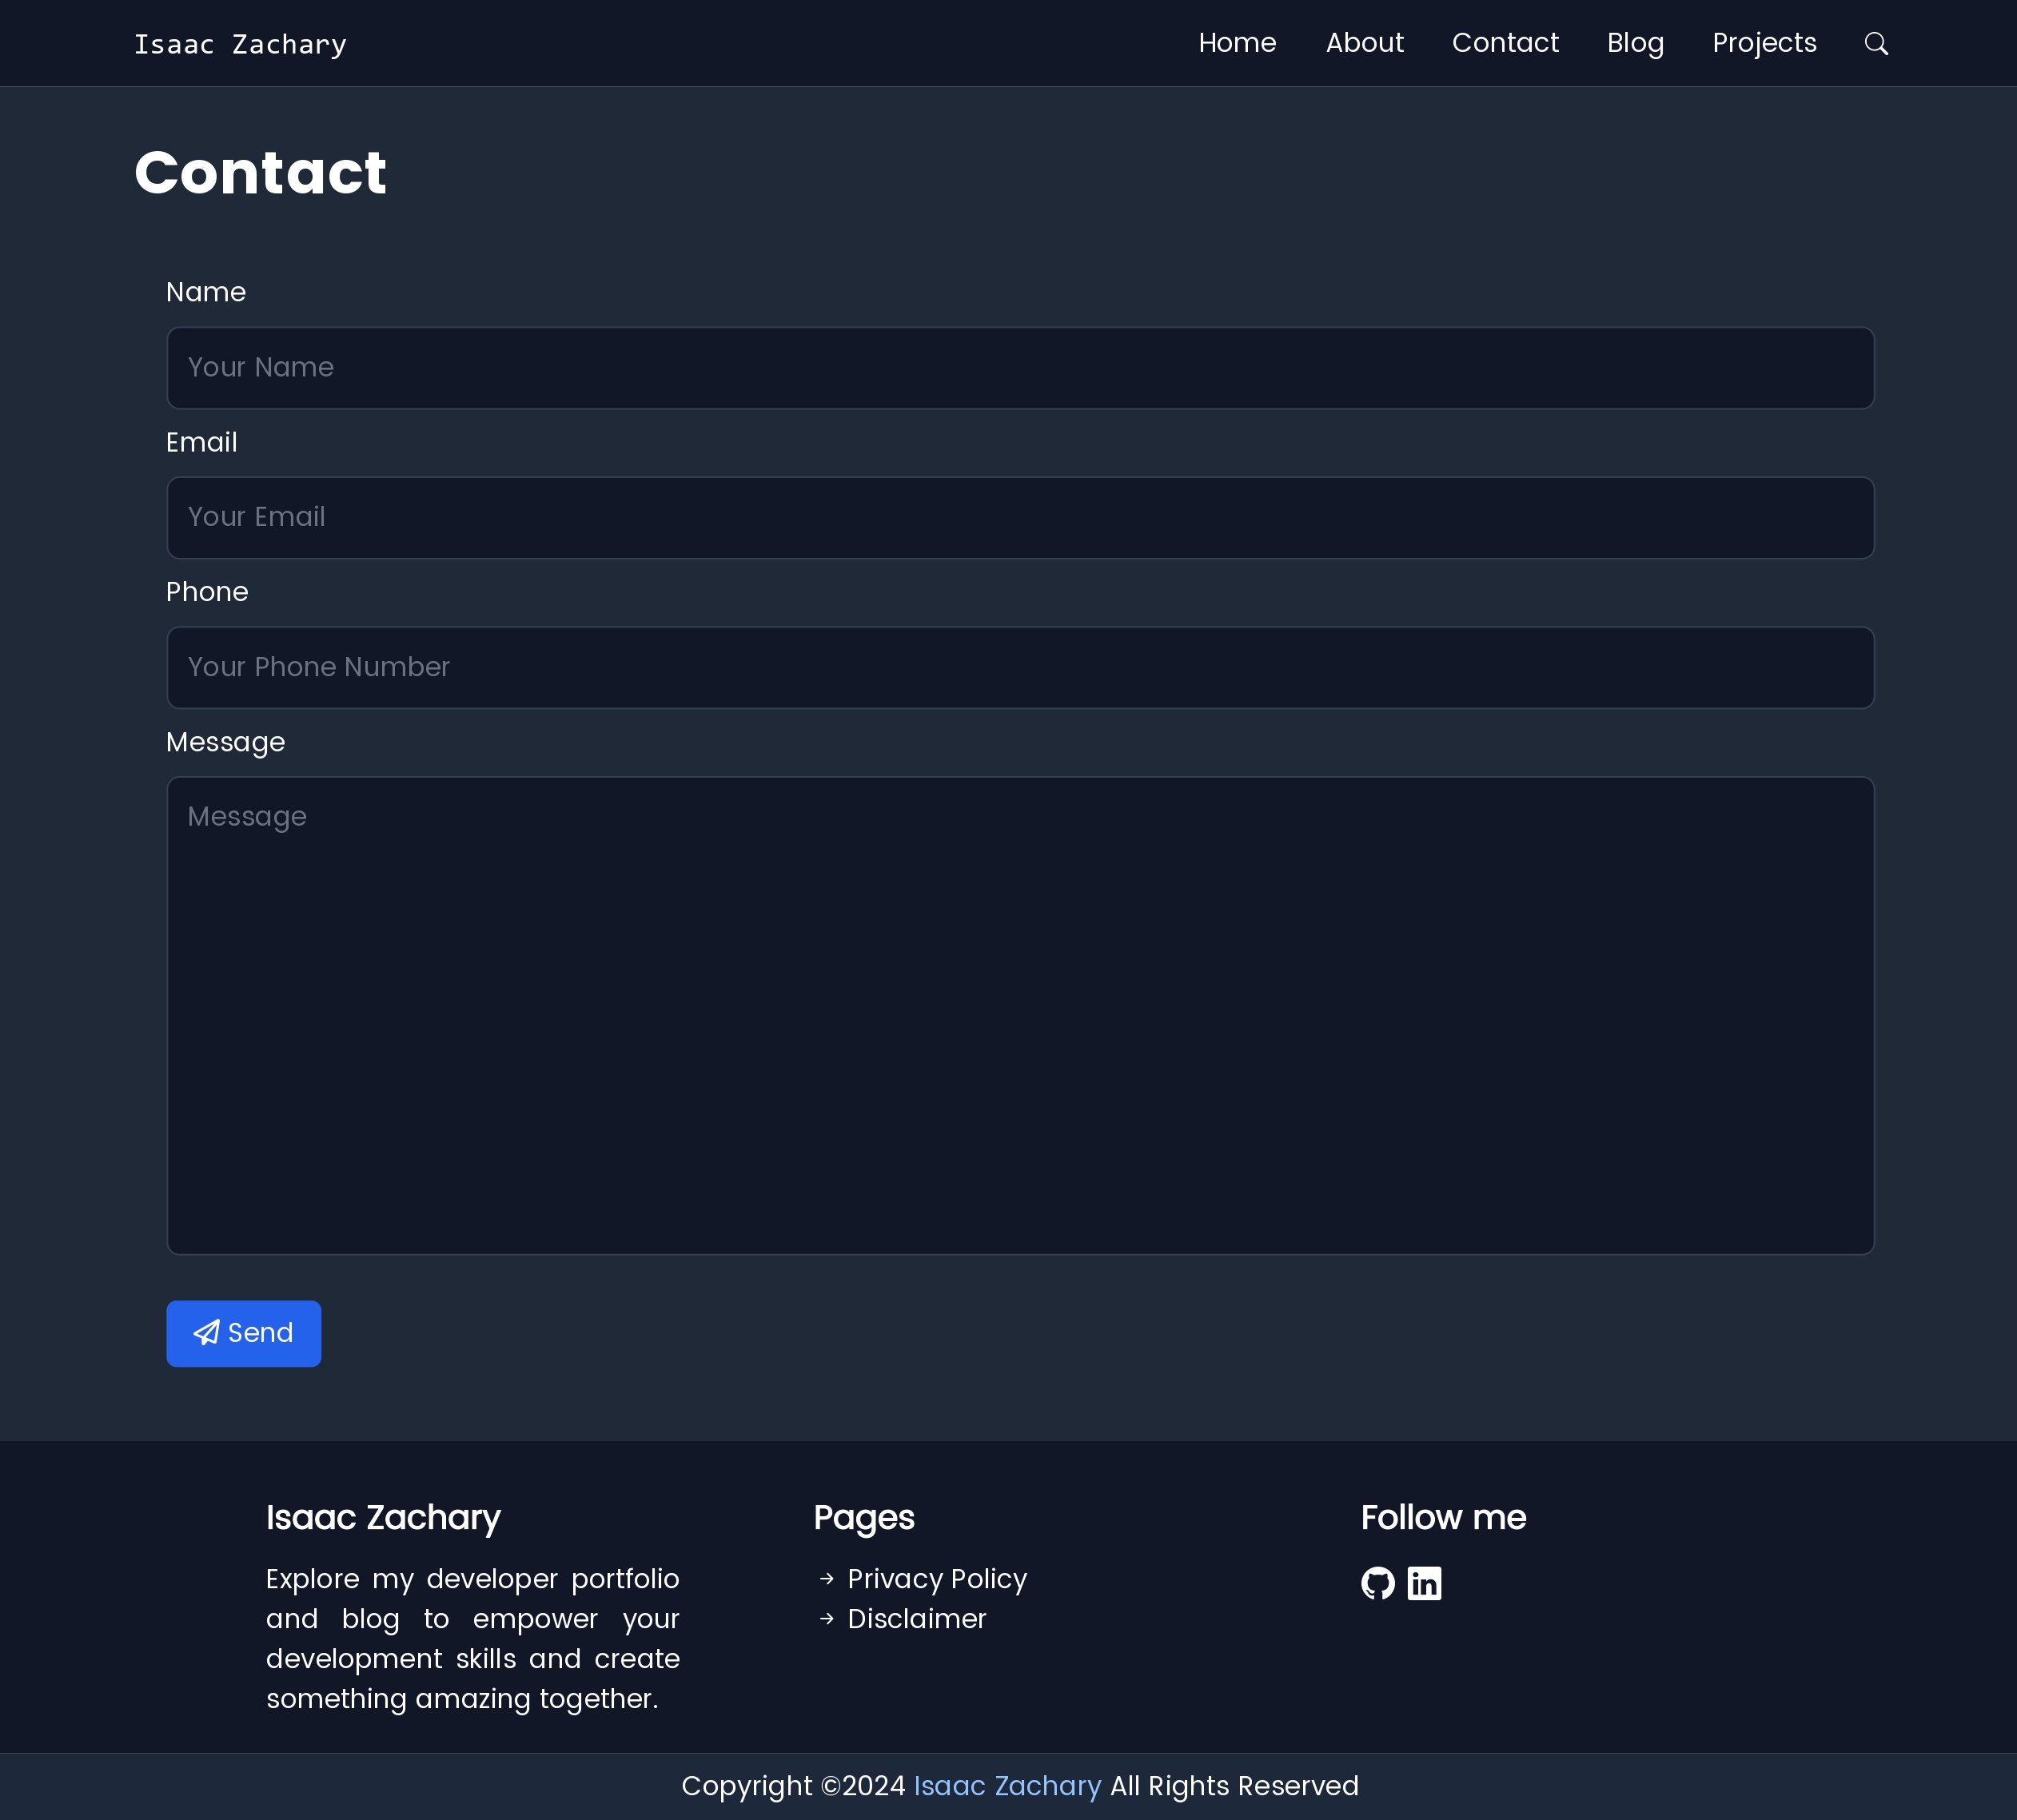 Isaac Zachary
Home About Contact Blog Projects
Contact
Name
Your Name
Email
Your Email
Phone
Your Phone Number
Message
Message
Send
Isaac Zachary
Explore my developer portfolio
and blog to empower your
development skills and create
something amazing together.
Pages
→ Privacy Policy
→ Disclaimer
Follow me
Copyright ©2024 Isaac Zachary All Rights Reserved